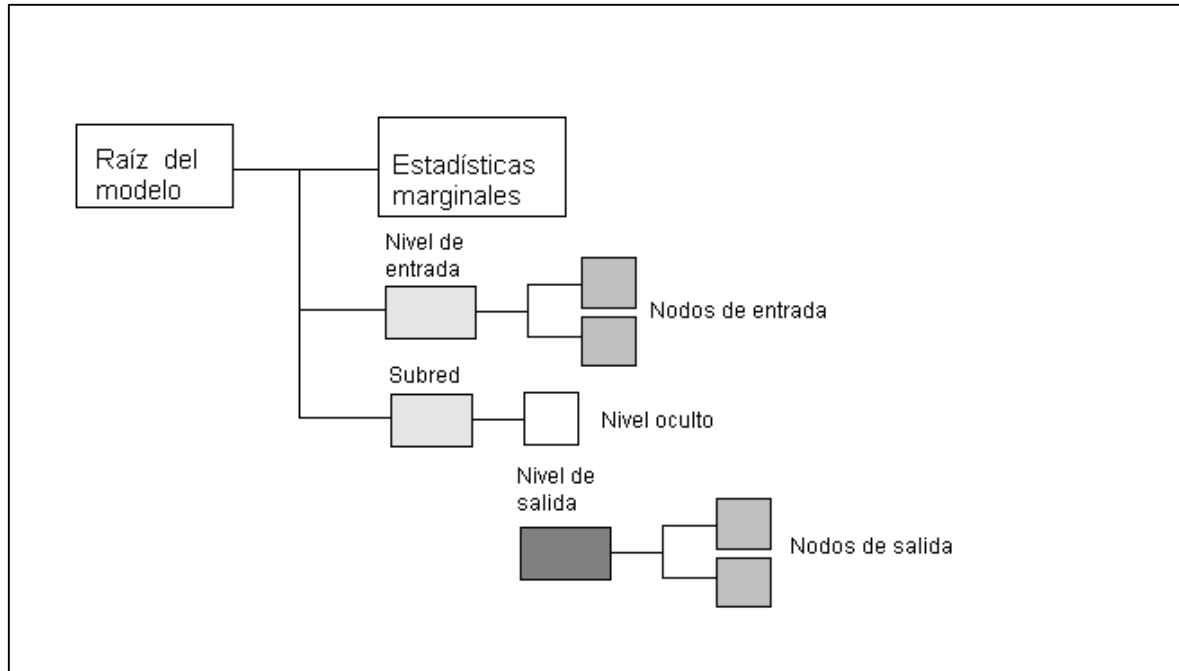 Raíz del
modelo
Estadísticas
marginales
Nivel de
entrada
Nodos de entrada
Subred
Nivel oculto
Nivel de
salida
Nodos de salida